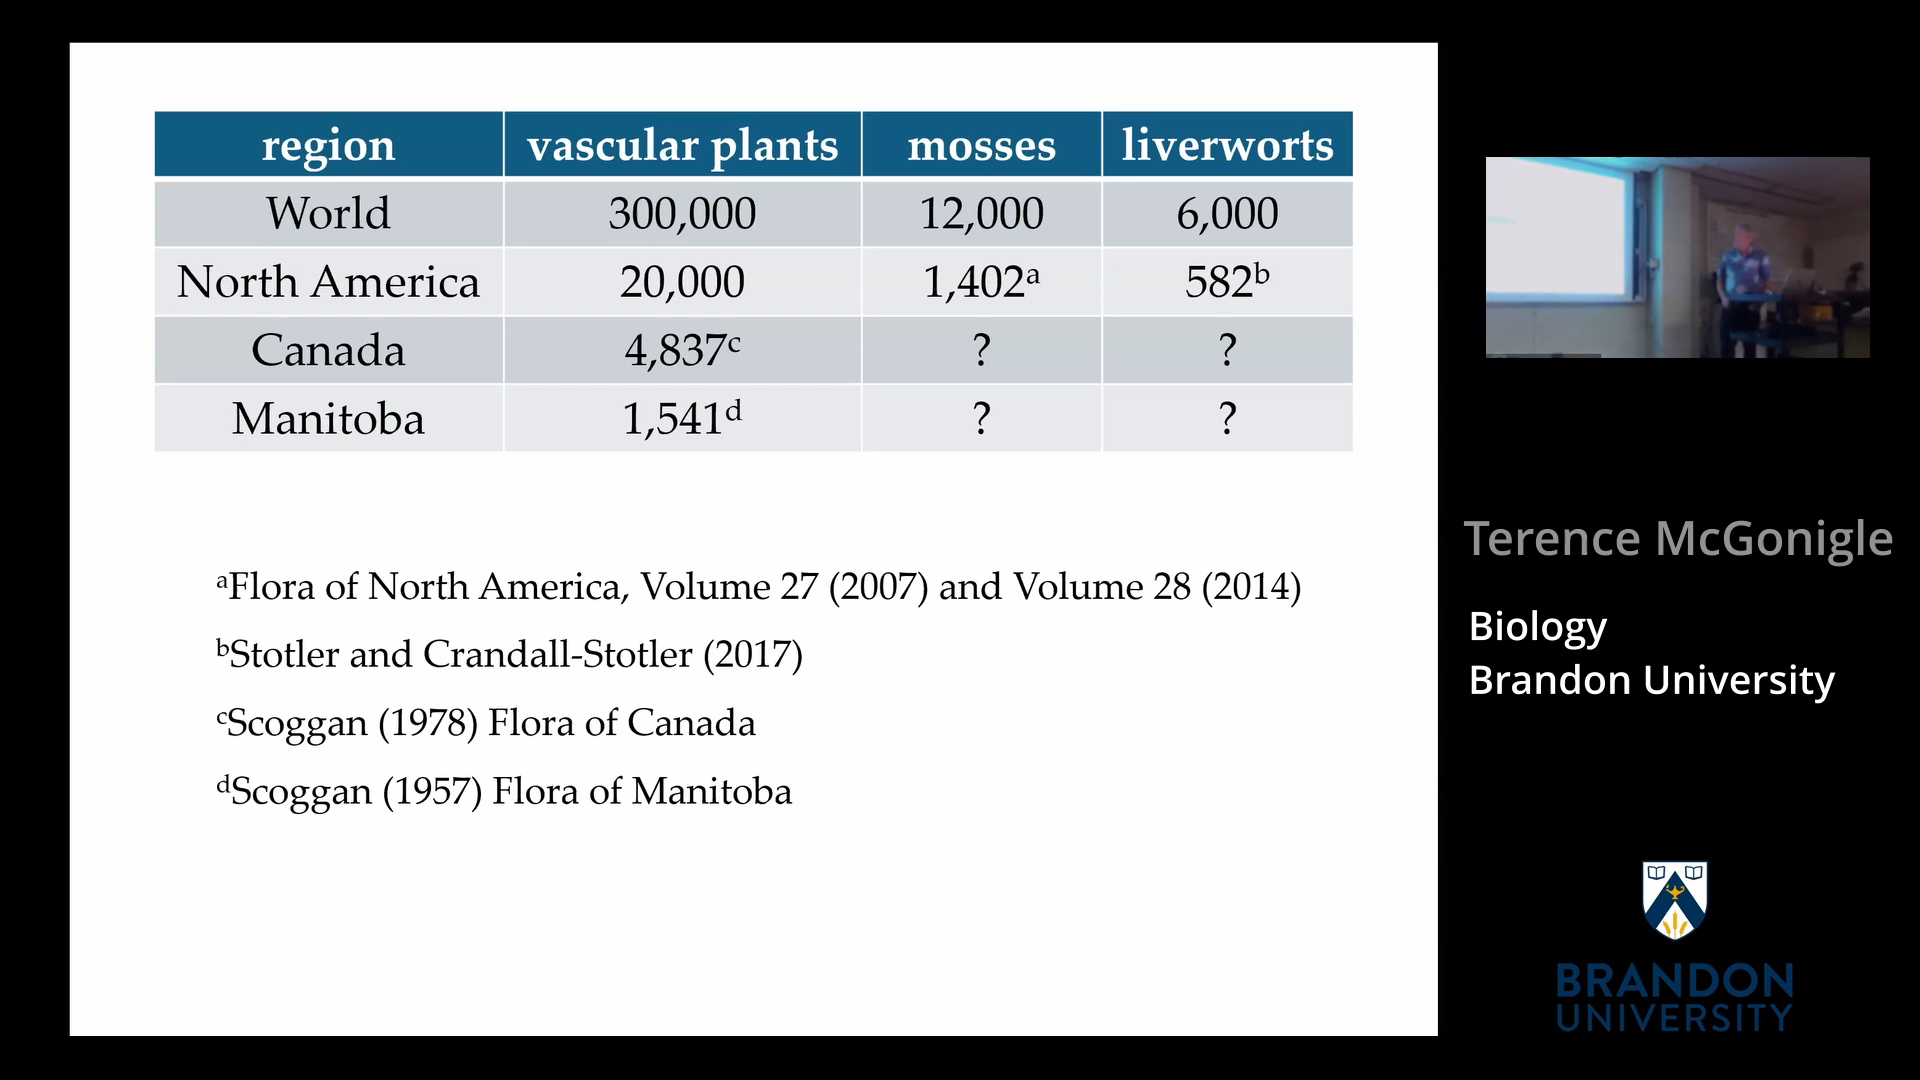 region vascular plants mosses liverworts
World 300,000 12,000 6,000
North America 20,000 1,402ᵃ 582ᵇ
Canada 4,837ᶜ ? ?
Manitoba 1,541ᵈ ? ?
ᵃFlora of North America, Volume 27 (2007) and Volume 28 (2014)
ᵇStotler and Crandall-Stotler (2017)
ᶜScoggan (1978) Flora of Canada
ᵈScoggan (1957) Flora of Manitoba
Terence McGonigle
Biology
Brandon University
BRANDON
UNIVERSITY